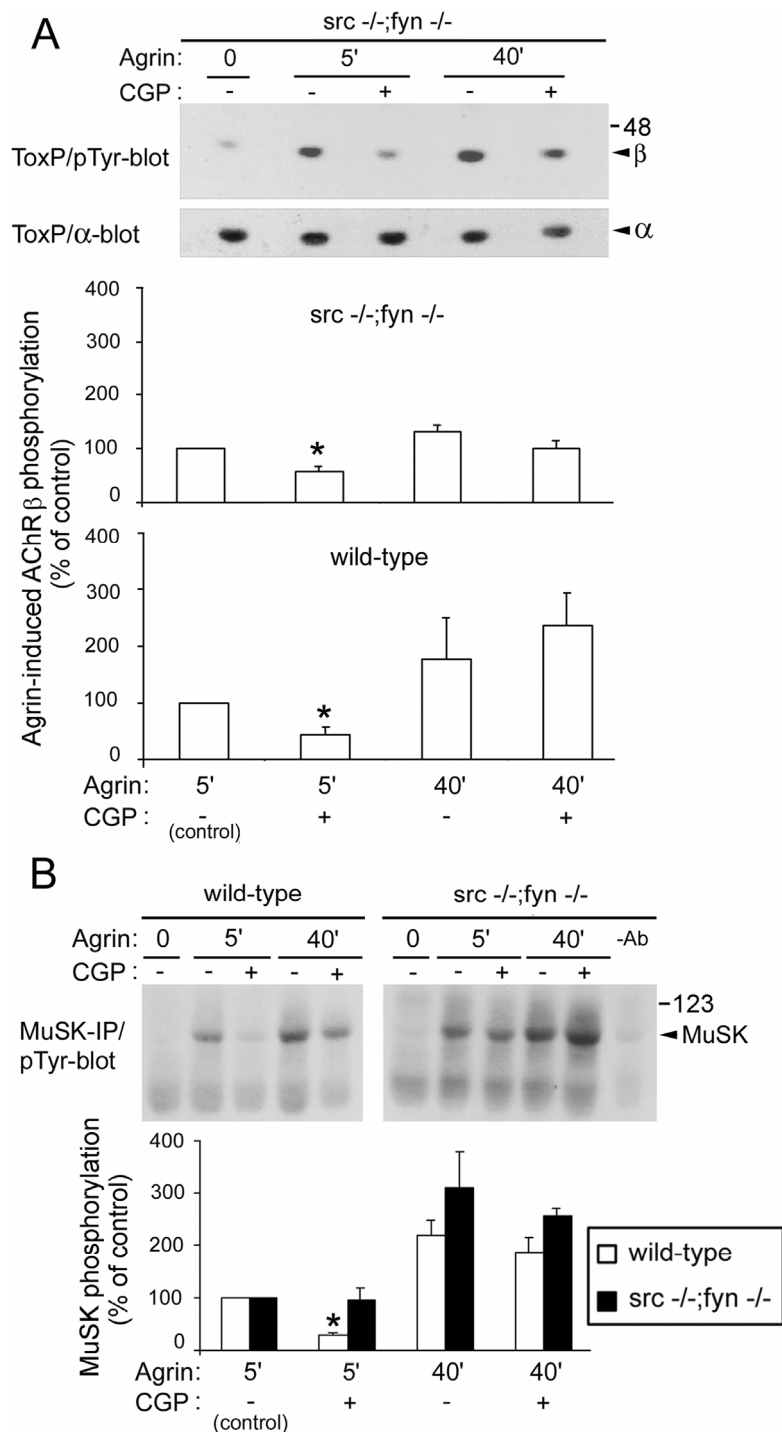 A
src -/-;fyn -/-
Agrin: 0 5' 40'
CGP : - - + - +
-48
ToxP/pTyr-blot β
ToxP/α-blot α
Agrin-induced AChR β phosphorylation
(% of control)
400
src -/-;fyn -/-
300
200
*
100
0
400
wild-type
300
200
*
100
0
Agrin: 5' 5' 40' 40'
CGP : - + - +
(control)
B
wild-type src -/-;fyn -/-
Agrin: 0 5' 40' 0 5' 40' -Ab
CGP : - - + - + - - + - +
-123
MuSK-IP/ MuSK
pTyr-blot
MuSK phosphorylation
(% of control)
400
300
200
100
*
0
wild-type
src -/-;fyn -/-
Agrin: 5' 5' 40' 40'
CGP : - + - +
(control)